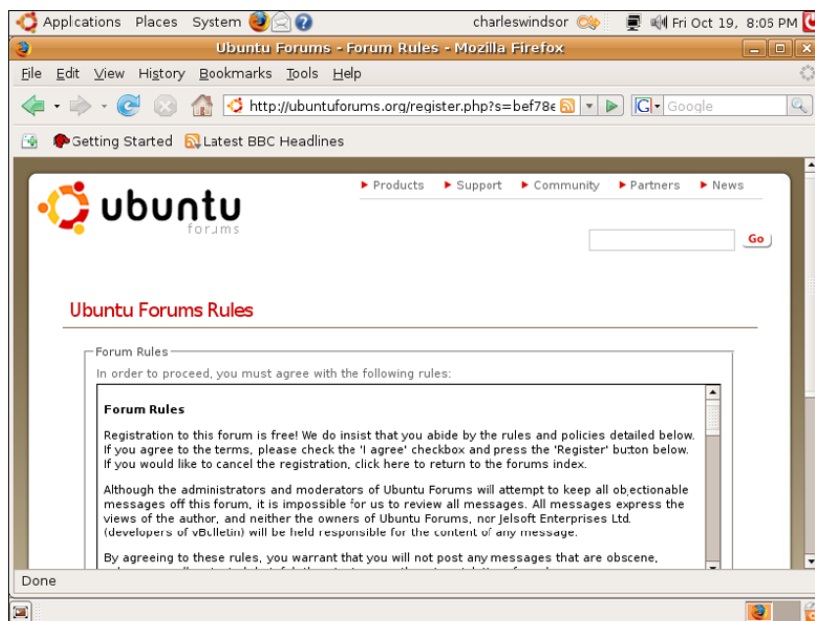 Applications Places System charleswindsor Fri Oct 19, 8:05 PM
Ubuntu Forums - Forum Rules - Mozilla Firefox
File Edit View History Bookmarks Tools Help
http://ubuntuforums.org/register.php?s=bef78e G Google
Getting Started Latest BBC Headlines
Products Support Community Partners News
ubuntu
forums
Go
Ubuntu Forums Rules
Forum Rules
In order to proceed, you must agree with the following rules:
Forum Rules
Registration to this forum is free! We do insist that you abide by the rules and policies detailed below.
If you agree to the terms, please check the 'I agree' checkbox and press the 'Register' button below.
If you would like to cancel the registration, click here to return to the forums index.
Although the administrators and moderators of Ubuntu Forums will attempt to keep all objectionable
messages off this forum, it is impossible for us to review all messages. All messages express the
views of the author, and neither the owners of Ubuntu Forums, nor Jelsoft Enterprises Ltd.
(developers of vBulletin) will be held responsible for the content of any message.
By agreeing to these rules, you warrant that you will not post any messages that are obscene,
Done